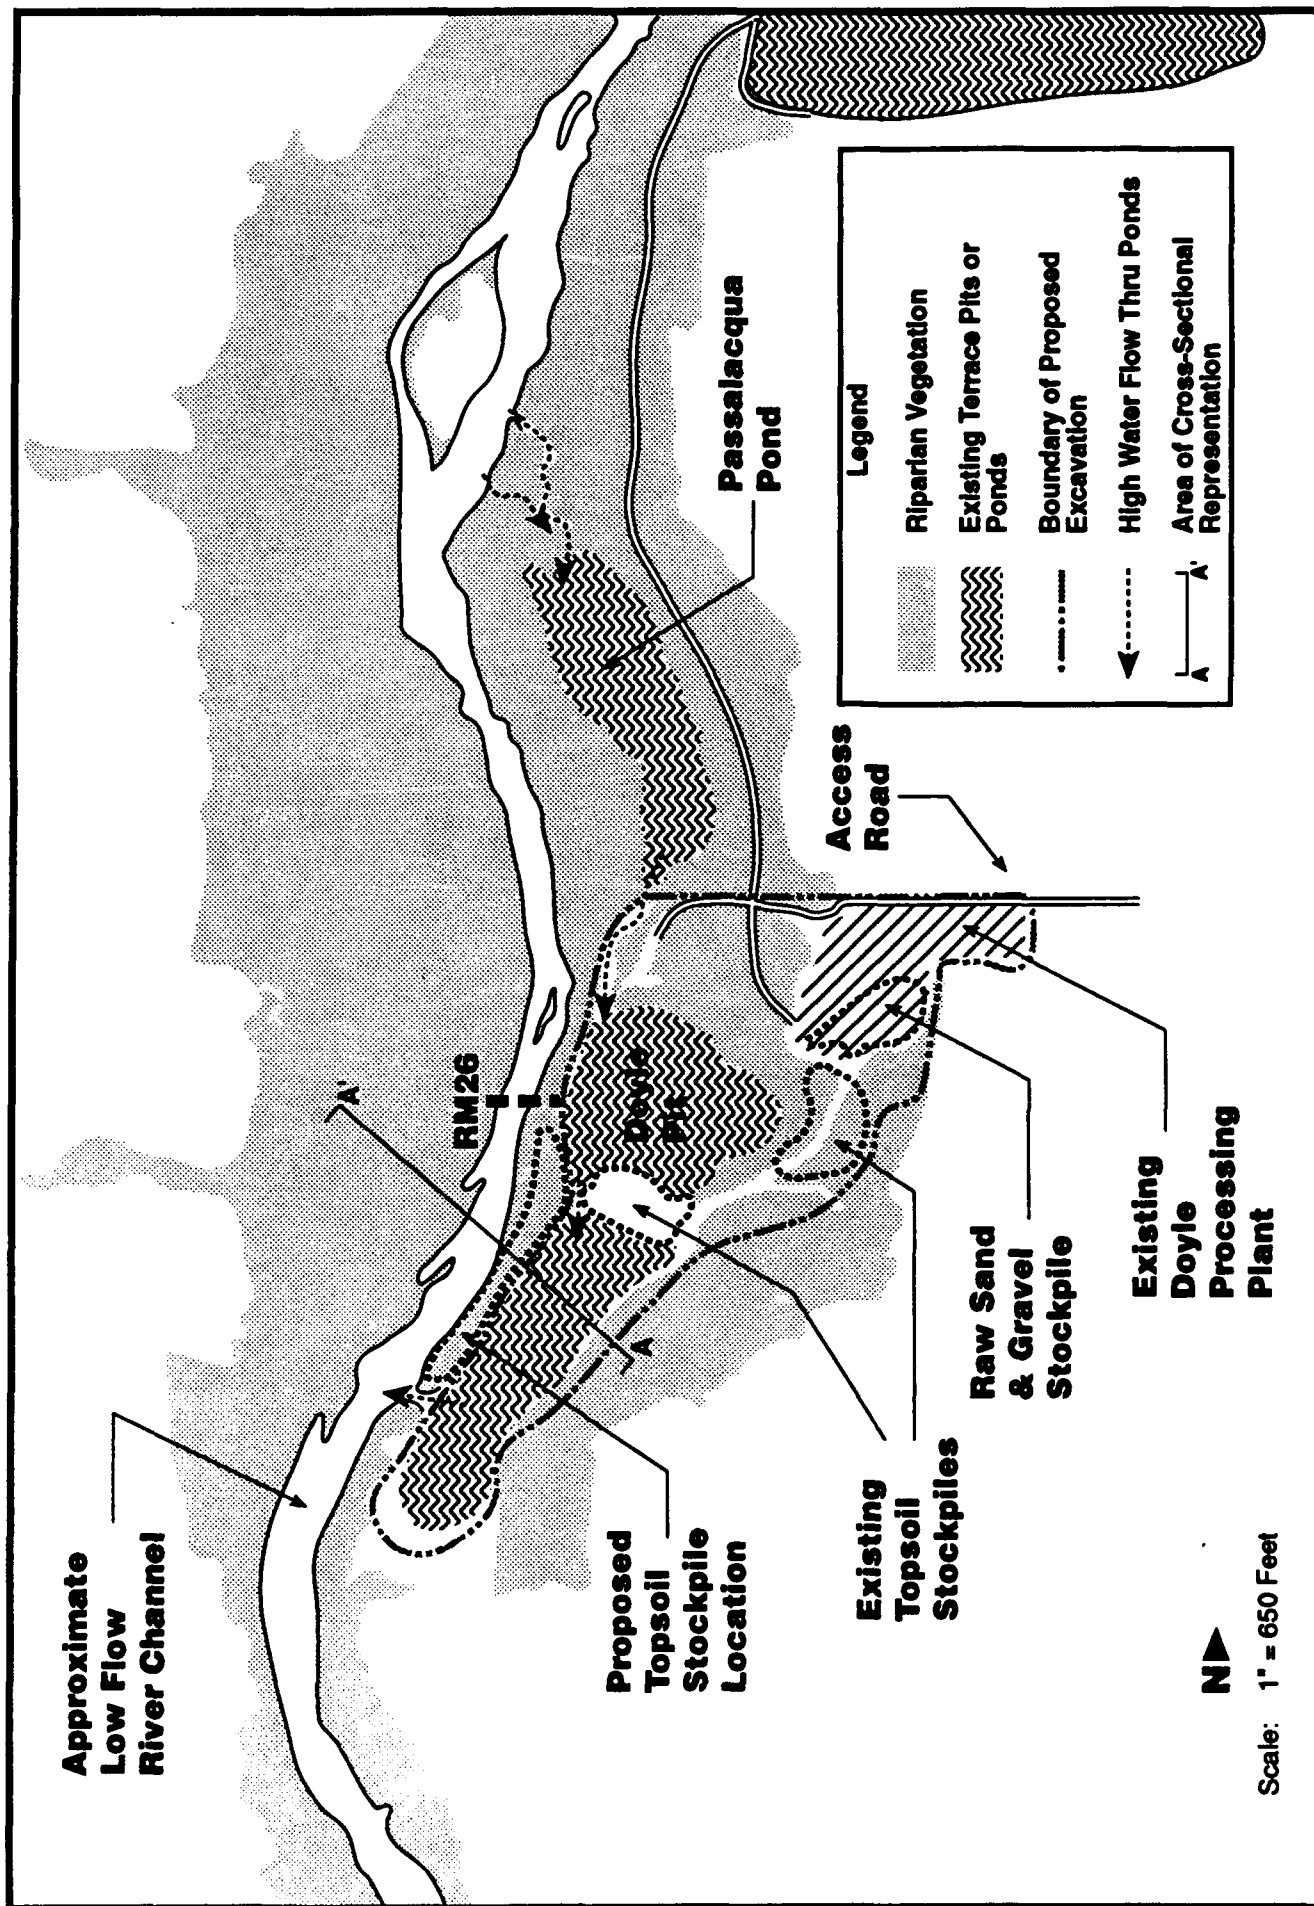 Approximate
Low Flow
River Channel
RM26
A'
A
Doyle
Pit
Passalacqua
Pond
Access
Road
Proposed
Topsoil
Stockpile
Location
Existing
Topsoil
Stockpiles
Raw Sand
& Gravel
Stockpile
Existing
Doyle
Processing
Plant
Legend
Riparian Vegetation
Existing Terrace Pits or
Ponds
Boundary of Proposed
Excavation
High Water Flow Thru Ponds
A A' Area of Cross-Sectional
Representation
N
Scale: 1" = 650 Feet